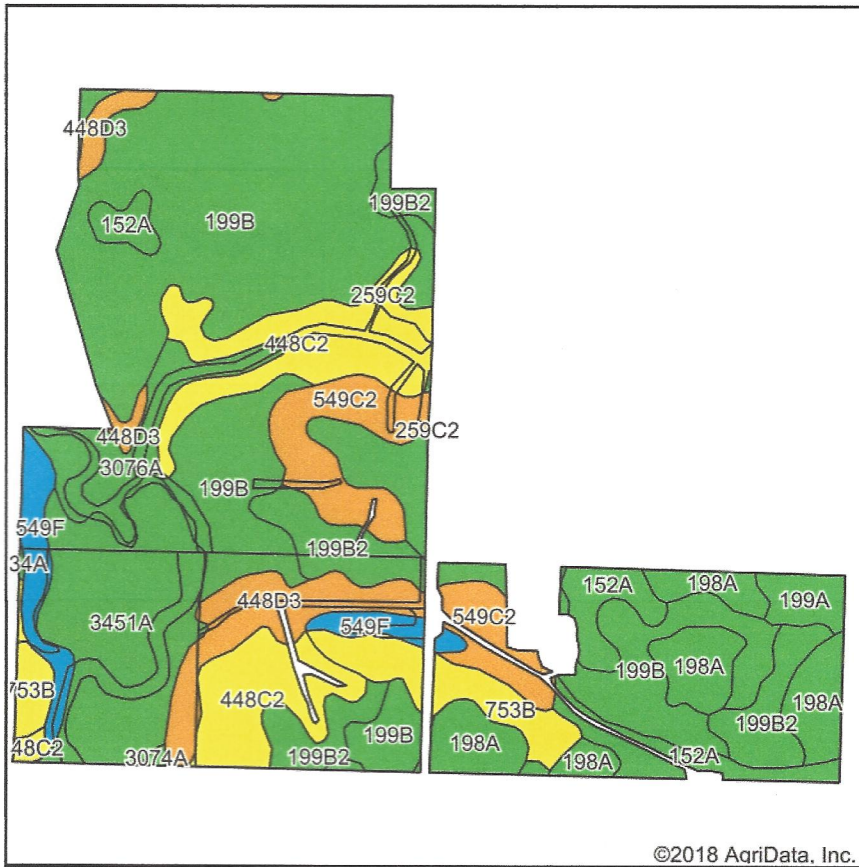 448D3
199B2
152A
199B
259C2
448C2
549C2
448D3
259C2
3076A
199B
549F
199B2
34A
152A
198A
448D3
199A
549C2
3451A
549F
199B
198A
753B
448C2
198A
753B
199B2
199B
198A
48C2
3074A
199B2
198A
152A
©2018 AgriData, Inc.